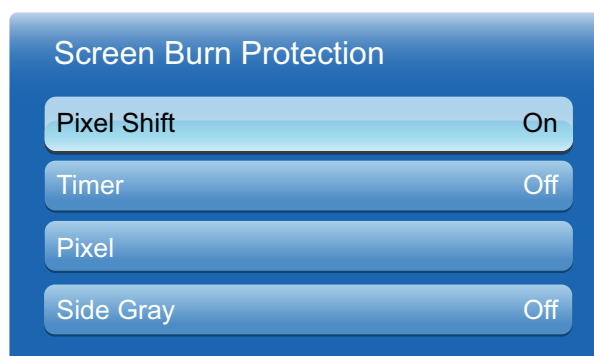 Screen Burn Protection
Pixel Shift On
Timer Off
Pixel
Side Gray Off